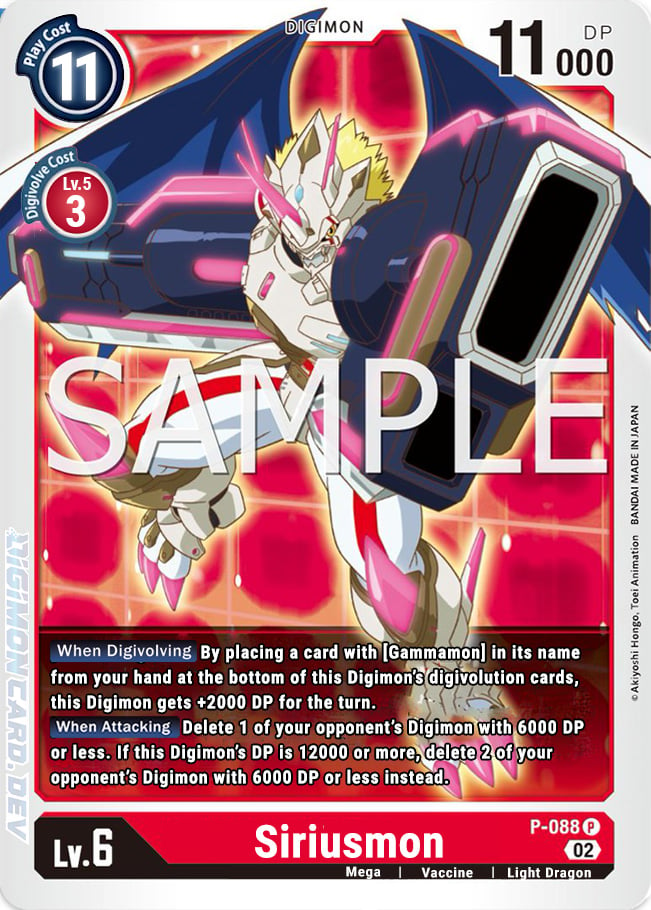 DIGIMON
Play Cost
11
11000
DP
Digivolve Cost
Lv.5
3
SAMPLE
BANDAI MADE IN JAPAN
© Akiyoshi Hongo, Toei Animation
DIGIMONCARD.DEV
When Digivolving By placing a card with [Gammamon] in its name
from your hand at the bottom of this Digimon's digivolution cards,
this Digimon gets +2000 DP for the turn.
When Attacking Delete 1 of your opponent's Digimon with 6000 DP
or less. If this Digimon's DP is 12000 or more, delete 2 of your
opponent's Digimon with 6000 DP or less instead.
P-088 P
Lv.6
Siriusmon
02
Mega | Vaccine | Light Dragon